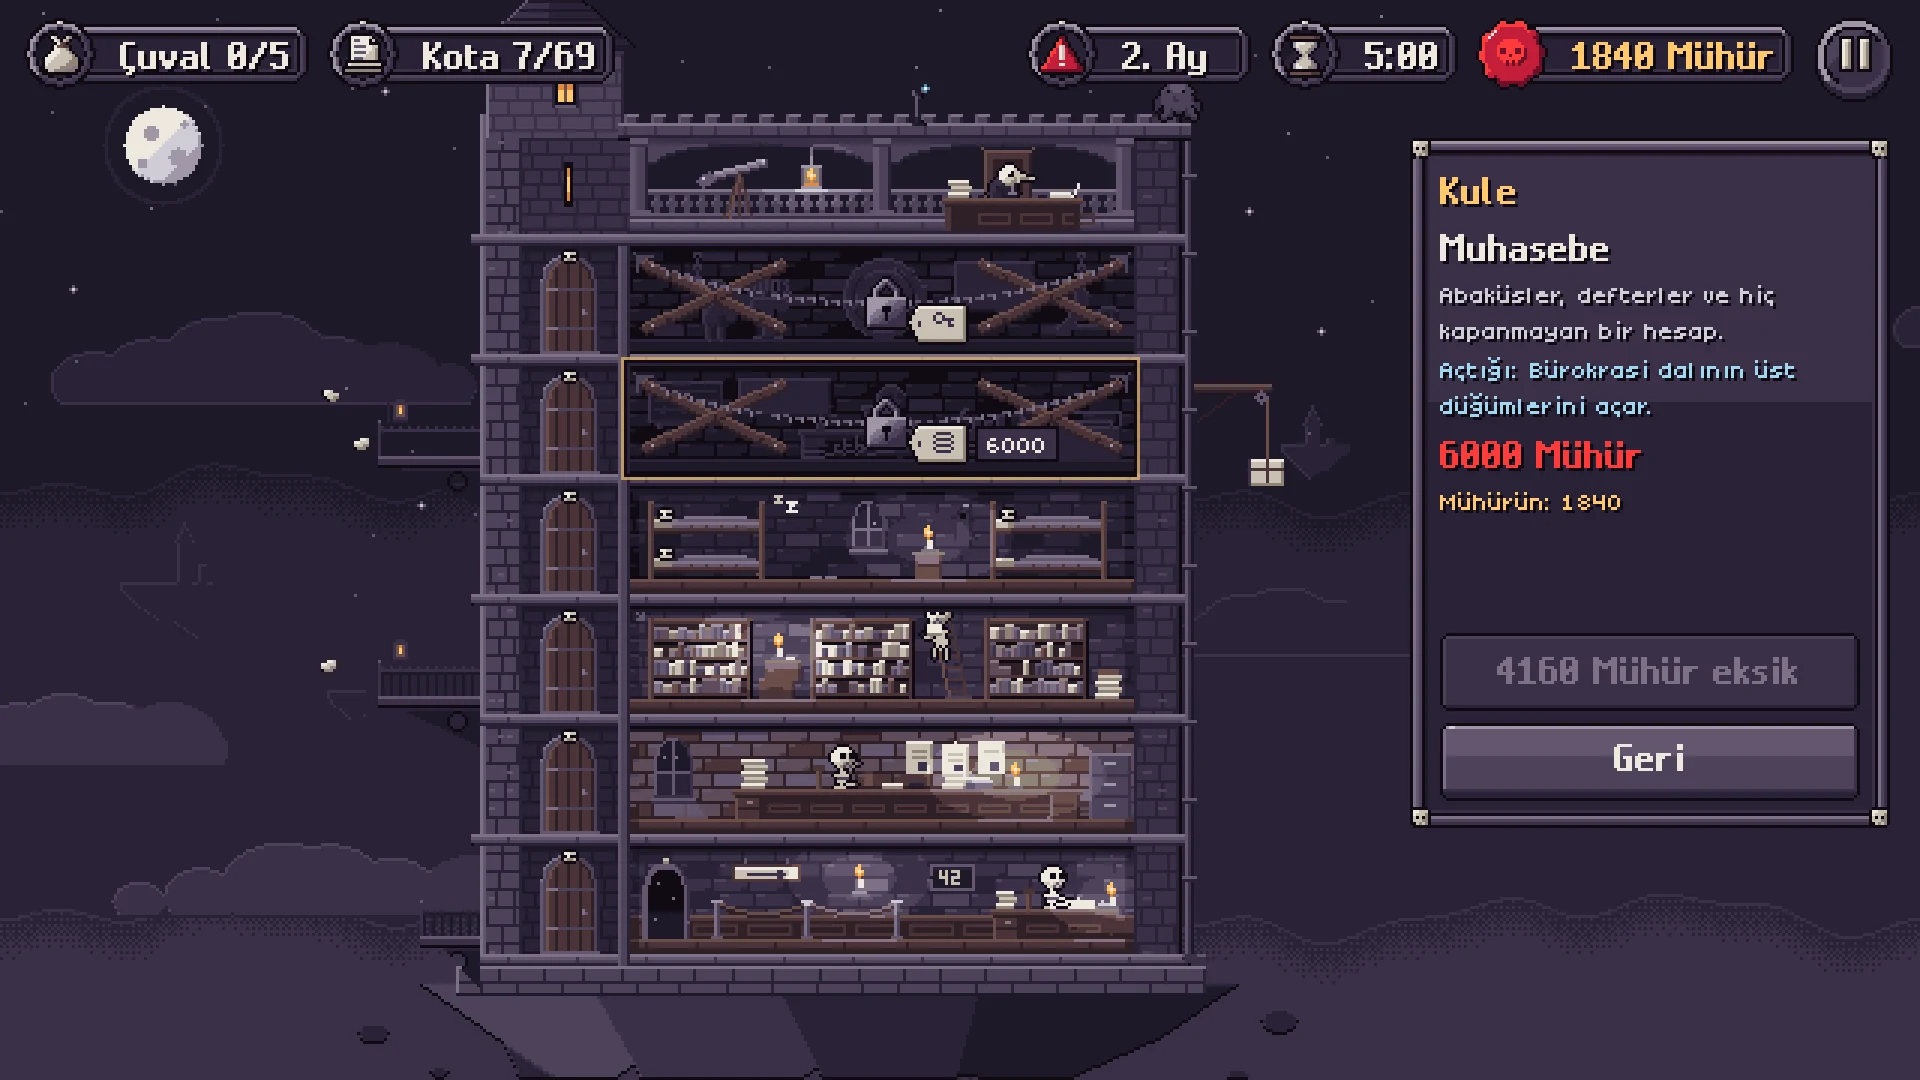 Çuval 0/5
Kota 7/69
2. Ay
5:00
1840 Mühür
Kule
Muhasebe
Abaküsler, defterler ve hiç
kapanmayan bir hesap.
Açtığı: Bürokrasi dalının üst
düğümlerini açar.
6000 Mühür
Mühürün: 1840
6000
4160 Mühür eksik
Geri
z z
42